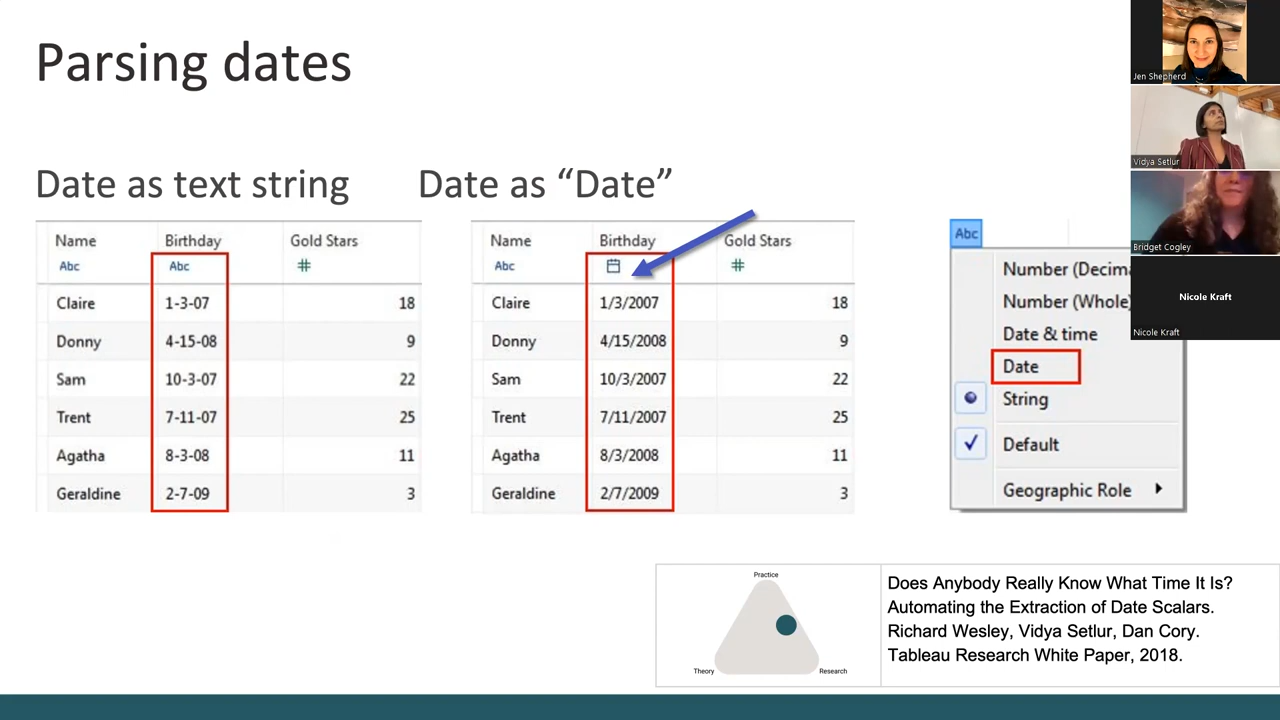 Parsing dates
Jen Shepherd
Vidya Setlur
Bridget Cogley
Nicole Kraft
Nicole Kraft
Date as text string
Name Birthday Gold Stars
Abc Abc #
Claire 1-3-07 18
Donny 4-15-08 9
Sam 10-3-07 22
Trent 7-11-07 25
Agatha 8-3-08 11
Geraldine 2-7-09 3
Date as “Date”
Name Birthday Gold Stars
Abc #
Claire 1/3/2007 18
Donny 4/15/2008 9
Sam 10/3/2007 22
Trent 7/11/2007 25
Agatha 8/3/2008 11
Geraldine 2/7/2009 3
Abc
Number (Decima
Number (Whole)
Date & time
Date
String
Default
Geographic Role
Practice
Theory
Research
Does Anybody Really Know What Time It Is?
Automating the Extraction of Date Scalars.
Richard Wesley, Vidya Setlur, Dan Cory.
Tableau Research White Paper, 2018.